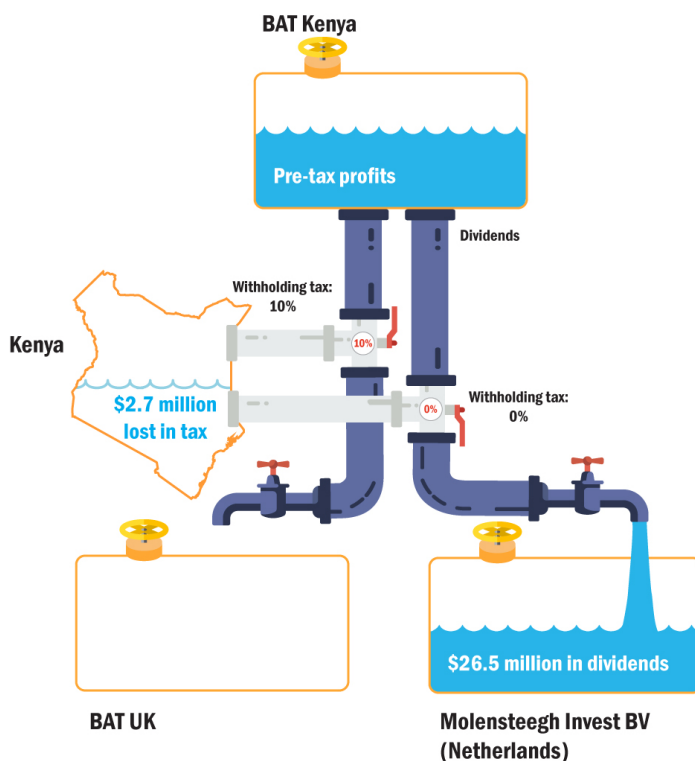 BAT Kenya
Pre-tax profits
Dividends
Withholding tax:
10%
10%
Kenya
$2.7 million
lost in tax
Withholding tax:
0%
0%
$26.5 million in dividends
BAT UK
Molensteegh Invest BV
(Netherlands)